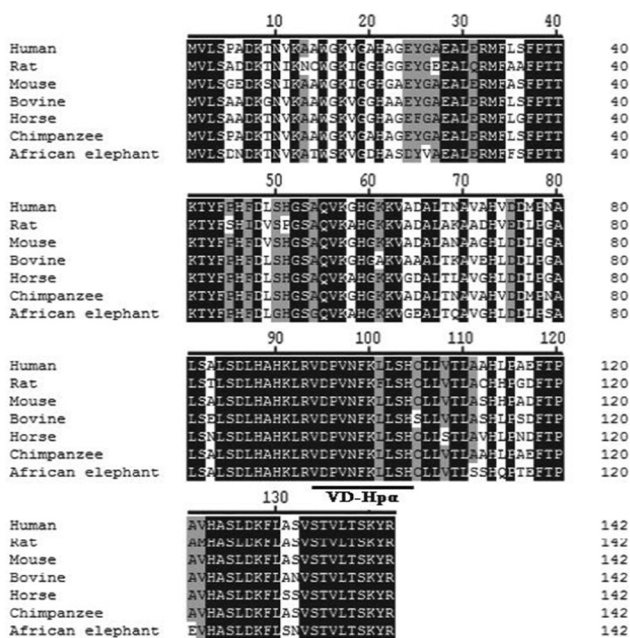 10 20 30 40
Human MVLSPADKTNVKAAWGKVGAHAGEYGAEALERMFLSFPTT 40
Rat MVLSADDKTNIKNCWGKIGGHGGEYGEEALQRMFAAFPTT 40
Mouse MVLSGEDKSNIKAAWGKIGGHGAEYGAEALERMFASFPTT 40
Bovine MVLSAADKGNVKAAWGKVGGHAAEYGAEALERMFLSFPTT 40
Horse MVLSAADKTNVKAAWSKVGGHAGEFGAEALERMFLGFPTT 40
Chimpanzee MVLSPADKTNVKAAWGKVGAHAGEYGAEALERMFLSFPTT 40
African elephant MVLSDNDKTNVKATWSKVGDHASDYVAEALERMFFSFPTT 40
50 60 70 80
Human KTYFPHFDLSHGSAQVKGHGKKVADALTNAVAHVDDMPNA 80
Rat KTYFSHIDVSPGSAQVKAHGKKVADALAKAADHVEDLPGA 80
Mouse KTYFPHFDVSHGSAQVKGHGKKVADALANAAGHLDDLPGA 80
Bovine KTYFPHFDLSHGSAQVKGHGAKVAAALTKAVEHLDDLPGA 80
Horse KTYFPHFDLSHGSAQVKAHGKKVGDALTLAVGHLDDLPGA 80
Chimpanzee KTYFPHFDLSHGSAQVKGHGKKVADALTNAVAHVDDMPNA 80
African elephant KTYFPHFDLSHGSAQVKGHGKKVGEALTQAVGHLDDLPSA 80
90 100 110 120
Human LSALSDLHAHKLRVDPVNFKLLSHCLLVTLAAHLPAEFTP 120
Rat LSTLSDLHAHKLRVDPVNFKFLSHCLLVTLACHHPGDFTP 120
Mouse LSALSDLHAHKLRVDPVNFKLLSHCLLVTLASHHPADFTP 120
Bovine LSELSDLHAHKLRVDPVNFKLLSHSLLVTLASHLPSDFTP 120
Horse LSNLSDLHAHKLRVDPVNFKLLSHCLLSTLAVHLPNDFTP 120
Chimpanzee LSALSDLHAHKLRVDPVNFKLLSHCLLVTLAAHLPAEFTP 120
African elephant LSALSDLHAHKLRVDPVNFKLLSHCLLVTLSSHQPTEFTP 120
130 VD-Hpα
Human AVHASLDKFLASVSTVLTSKYR 142
Rat AMHASLDKFLASVSTVLTSKYR 142
Mouse AVHASLDKFLASVSTVLTSKYR 142
Bovine AVHASLDKFLANVSTVLTSKYR 142
Horse AVHASLDKFLSSVSTVLTSKYR 142
Chimpanzee AVHASLDKFLASVSTVLTSKYR 142
African elephant EVHASLDKFLSNVSTVLTSKYR 142